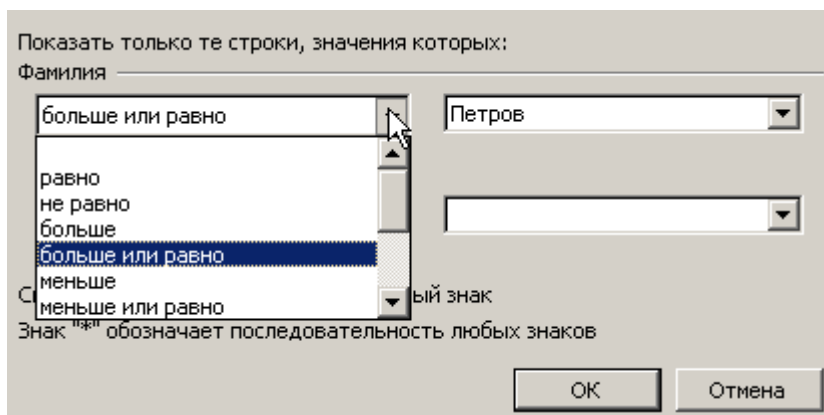 Показать только те строки, значения которых:
Фамилия
больше или равно
Петров
равно
не равно
больше
больше или равно
меньше
меньше или равно
ый знак
Знак "*" обозначает последовательность любых знаков
ОК
Отмена